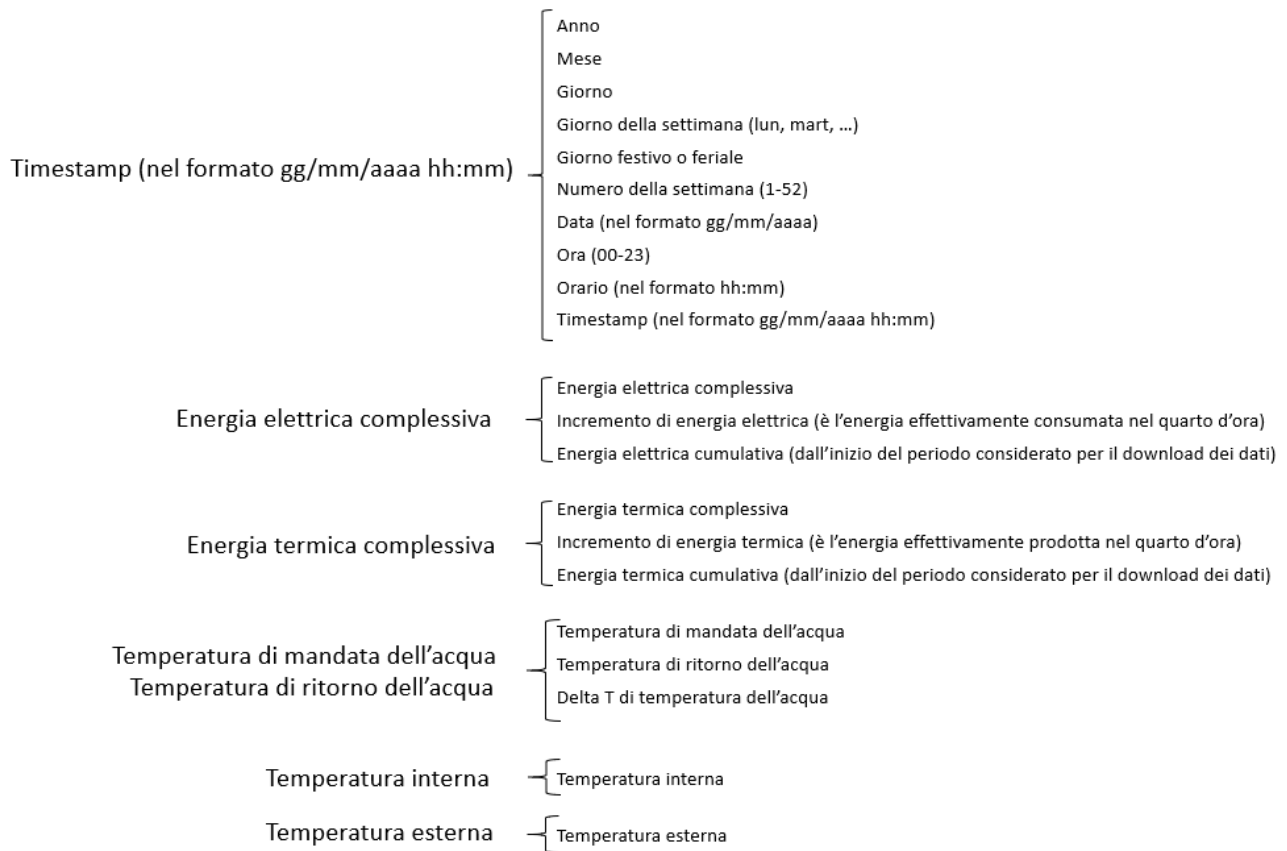 Timestamp (nel formato gg/mm/aaaa hh:mm)
Anno
Mese
Giorno
Giorno della settimana (lun, mart, ...)
Giorno festivo o feriale
Numero della settimana (1-52)
Data (nel formato gg/mm/aaaa)
Ora (00-23)
Orario (nel formato hh:mm)
Timestamp (nel formato gg/mm/aaaa hh:mm)
Energia elettrica complessiva
Energia elettrica complessiva
Incremento di energia elettrica (è l’energia effettivamente consumata nel quarto d’ora)
Energia elettrica cumulativa (dall’inizio del periodo considerato per il download dei dati)
Energia termica complessiva
Energia termica complessiva
Incremento di energia termica (è l’energia effettivamente prodotta nel quarto d’ora)
Energia termica cumulativa (dall’inizio del periodo considerato per il download dei dati)
Temperatura di mandata dell’acqua
Temperatura di ritorno dell’acqua
Temperatura di mandata dell’acqua
Temperatura di ritorno dell’acqua
Delta T di temperatura dell’acqua
Temperatura interna
Temperatura interna
Temperatura esterna
Temperatura esterna